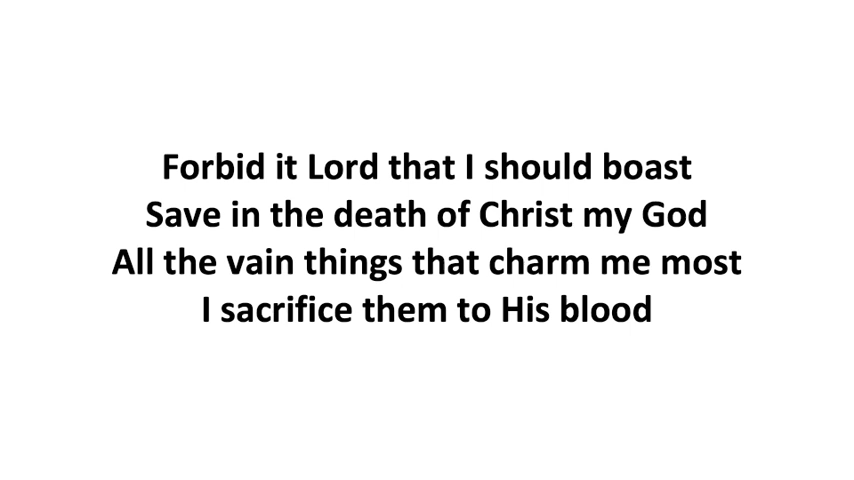 Forbid it Lord that I should boast
Save in the death of Christ my God
All the vain things that charm me most
I sacrifice them to His blood